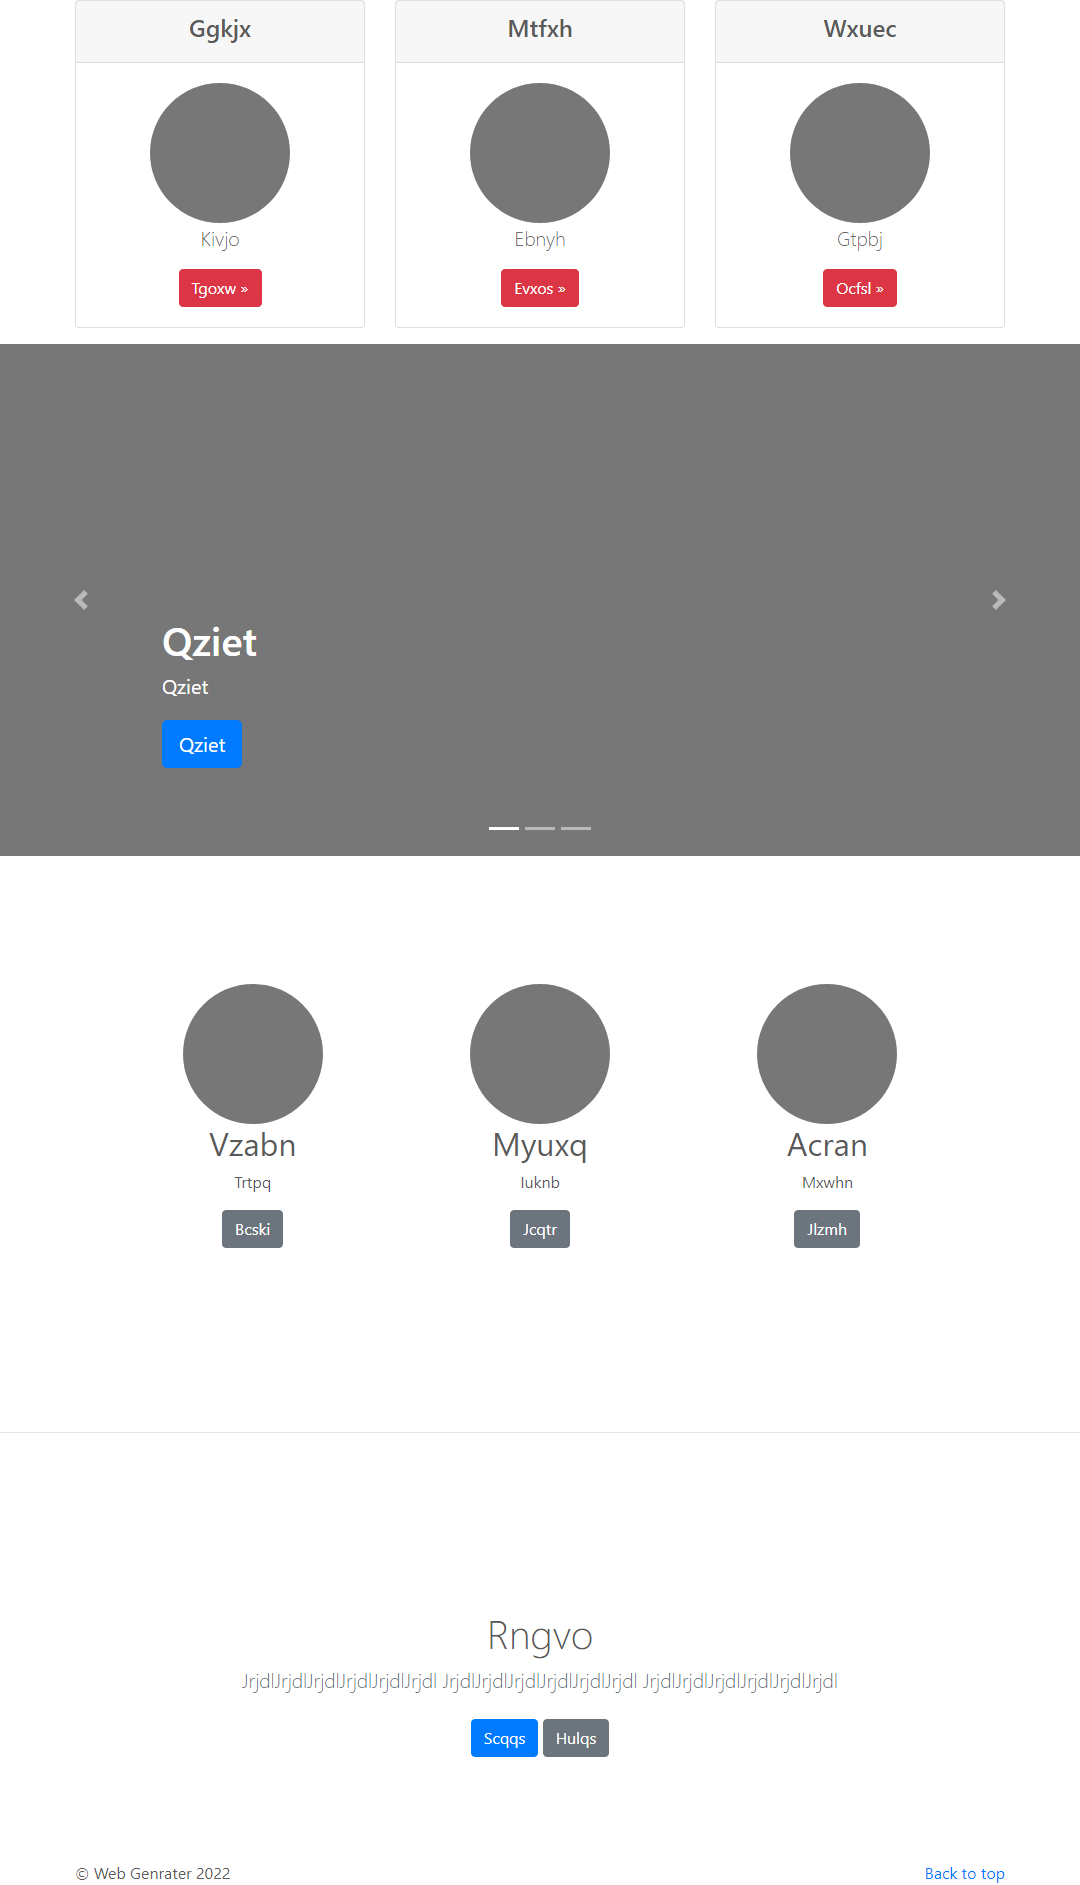 Ggkjx
Mtfxh
Wxuec
Kivjo
Ebnyh
Gtpbj
Tgoxw »
Evxos »
Ocfsl »
Qziet
Qziet
Qziet
Vzabn
Myuxq
Acran
Trtpq
Iuknb
Mxwhn
Bcski
Jcqtr
Jlzmh
Rngvo
JrjdlJrjdlJrjdlJrjdlJrjdlJrjdl JrjdlJrjdlJrjdlJrjdlJrjdlJrjdl JrjdlJrjdlJrjdlJrjdlJrjdlJrjdl
Scqqs
Hulqs
© Web Genrater 2022
Back to top